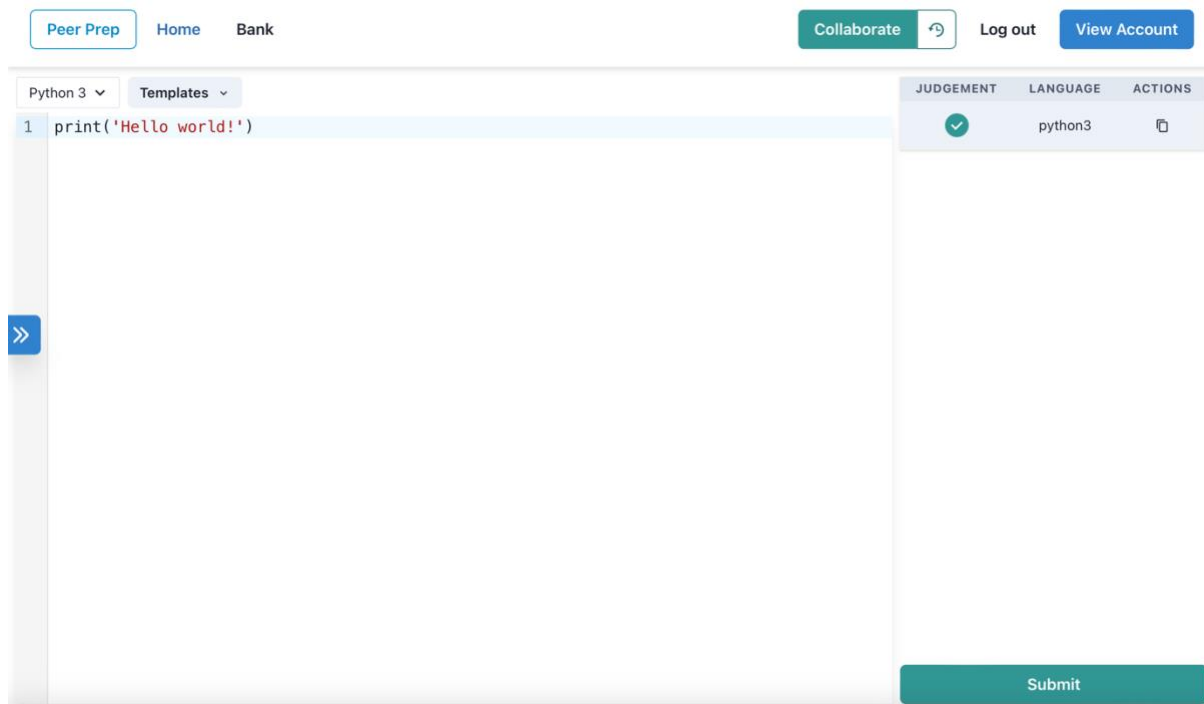 Peer Prep Home Bank Collaborate Log out View Account
Python 3 Templates
1 print('Hello world!')
JUDGEMENT LANGUAGE ACTIONS
python3
Submit